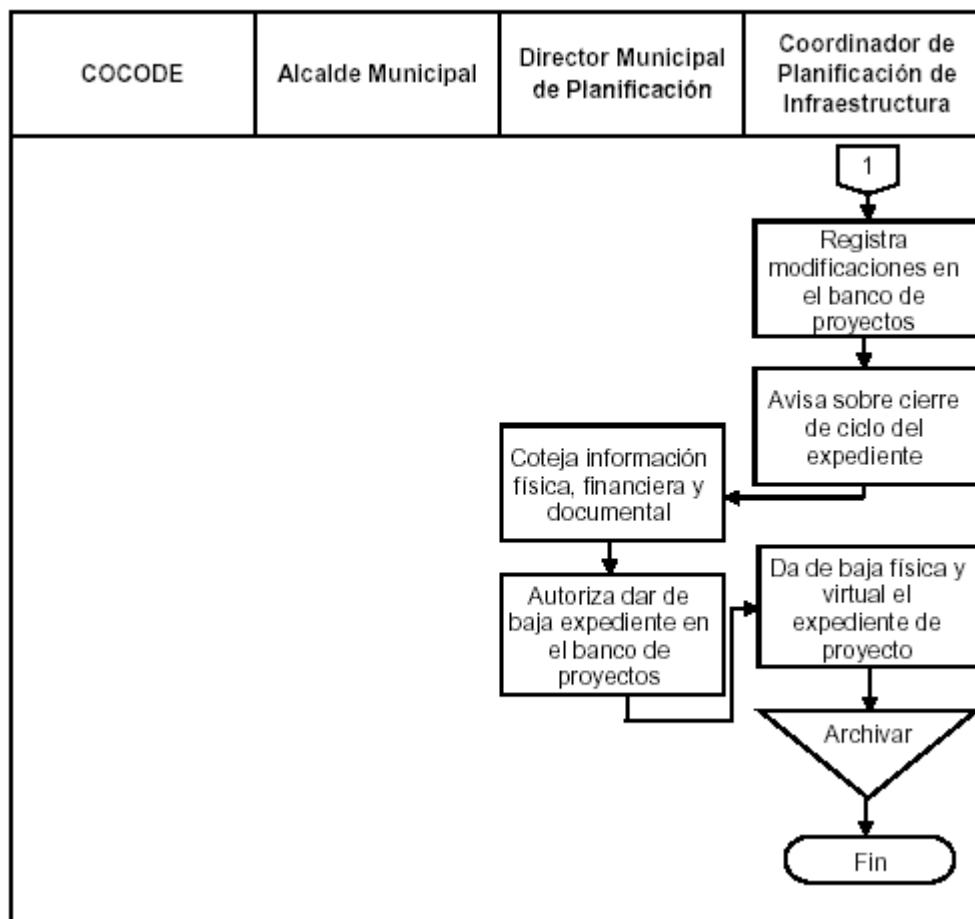 COCODE
Alcalde Municipal
Director Municipal
de Planificación
Coordinador de
Planificación de
Infraestructura
1
Registra
modificaciones en
el banco de
proyectos
Avisa sobre cierre
de ciclo del
expediente
Coteja información
física, financiera y
documental
Autoriza dar de
baja expediente en
el banco de
proyectos
Da de baja física y
virtual el
expediente de
proyecto
Archivar
Fin